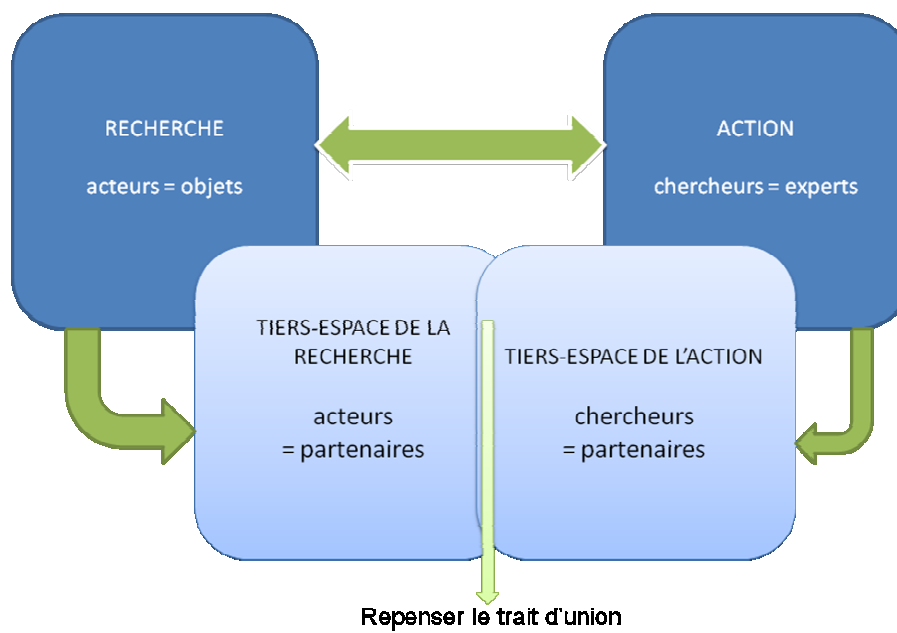 RECHERCHE
acteurs = objets
ACTION
chercheurs = experts
TIERS-ESPACE DE LA
RECHERCHE
acteurs
= partenaires
TIERS-ESPACE DE L'ACTION
chercheurs
= partenaires
Repenser le trait d'union